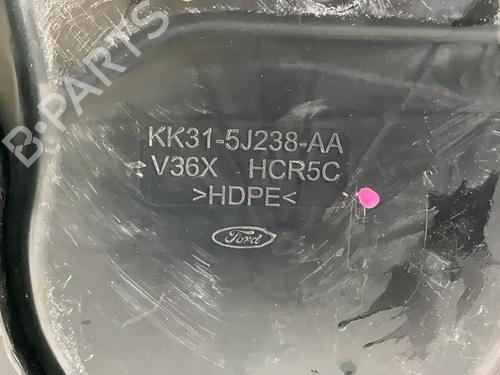 B-PARTS
KK31-5J238-AA
V36X HCR5C
>HDPE<
Ford